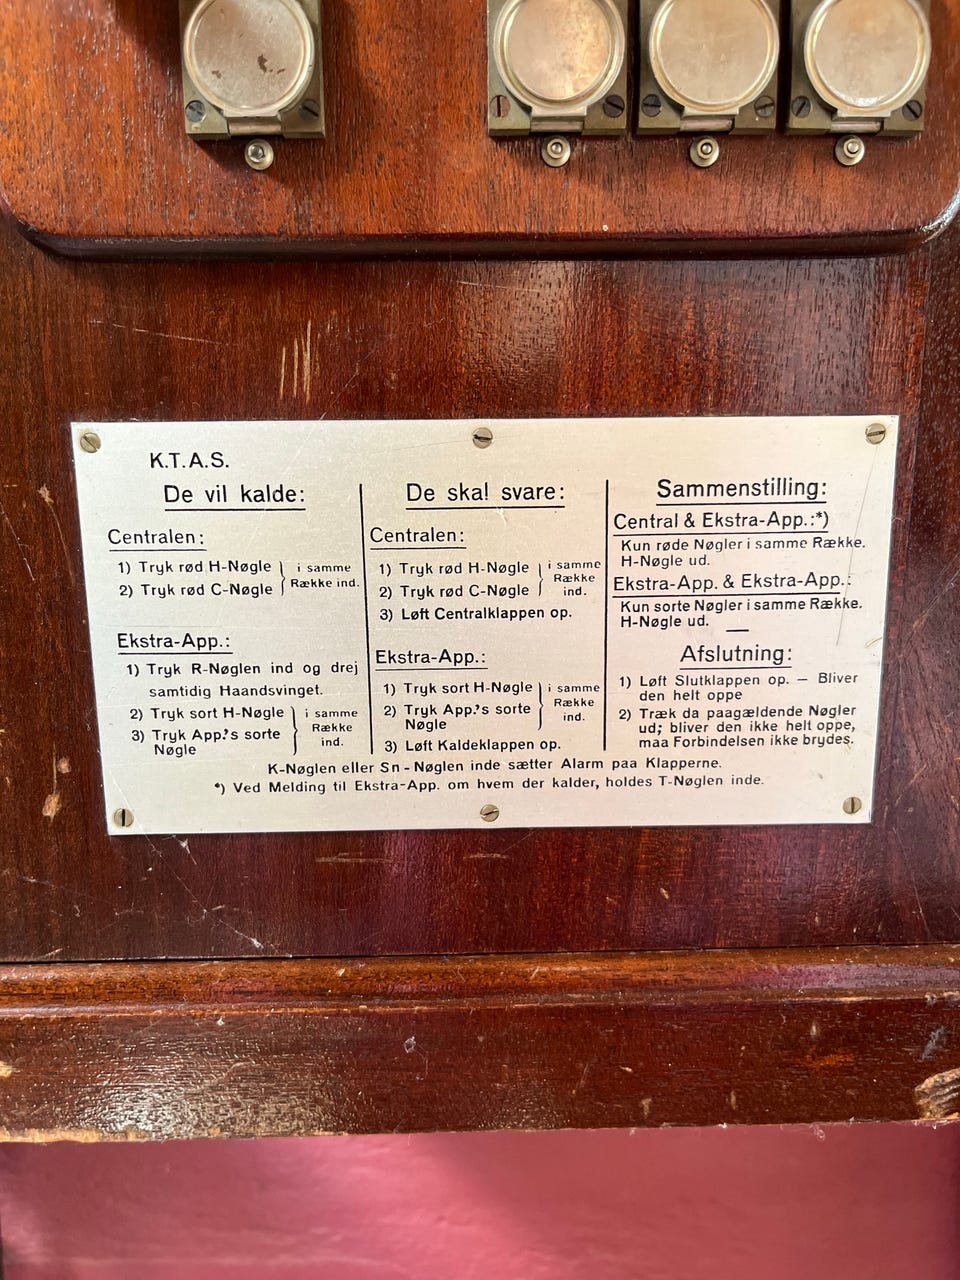 K.T.A.S.
De vil kalde:
Centralen:
1) Tryk rød H-Nøgle
2) Tryk rød C-Nøgle
i samme
Række ind.
Ekstra-App.:
1) Tryk R-Nøglen ind og drej
samtidig Haandsvinget.
2) Tryk sort H-Nøgle
3) Tryk App.'s sorte
Nøgle
i samme
Række
ind.
De skal svare:
Centralen:
1) Tryk rød H-Nøgle
2) Tryk rød C-Nøgle
i samme
Række
ind.
3) Løft Centralklappen op.
Ekstra-App.:
1) Tryk sort H-Nøgle
2) Tryk App.'s sorte
Nøgle
i samme
Række
ind.
3) Løft Kaldeklappen op.
Sammenstilling:
Central & Ekstra-App.:*)
Kun røde Nøgler i samme Række.
H-Nøgle ud.
Ekstra-App. & Ekstra-App.:
Kun sorte Nøgler i samme Række.
H-Nøgle ud.
Afslutning:
1) Løft Slutklappen op. – Bliver
den helt oppe
2) Træk da paagældende Nøgler
ud; bliver den ikke helt oppe,
maa Forbindelsen ikke brydes.
K-Nøglen eller Sn-Nøglen inde sætter Alarm paa Klapperne.
*) Ved Melding til Ekstra-App. om hvem der kalder, holdes T-Nøglen inde.